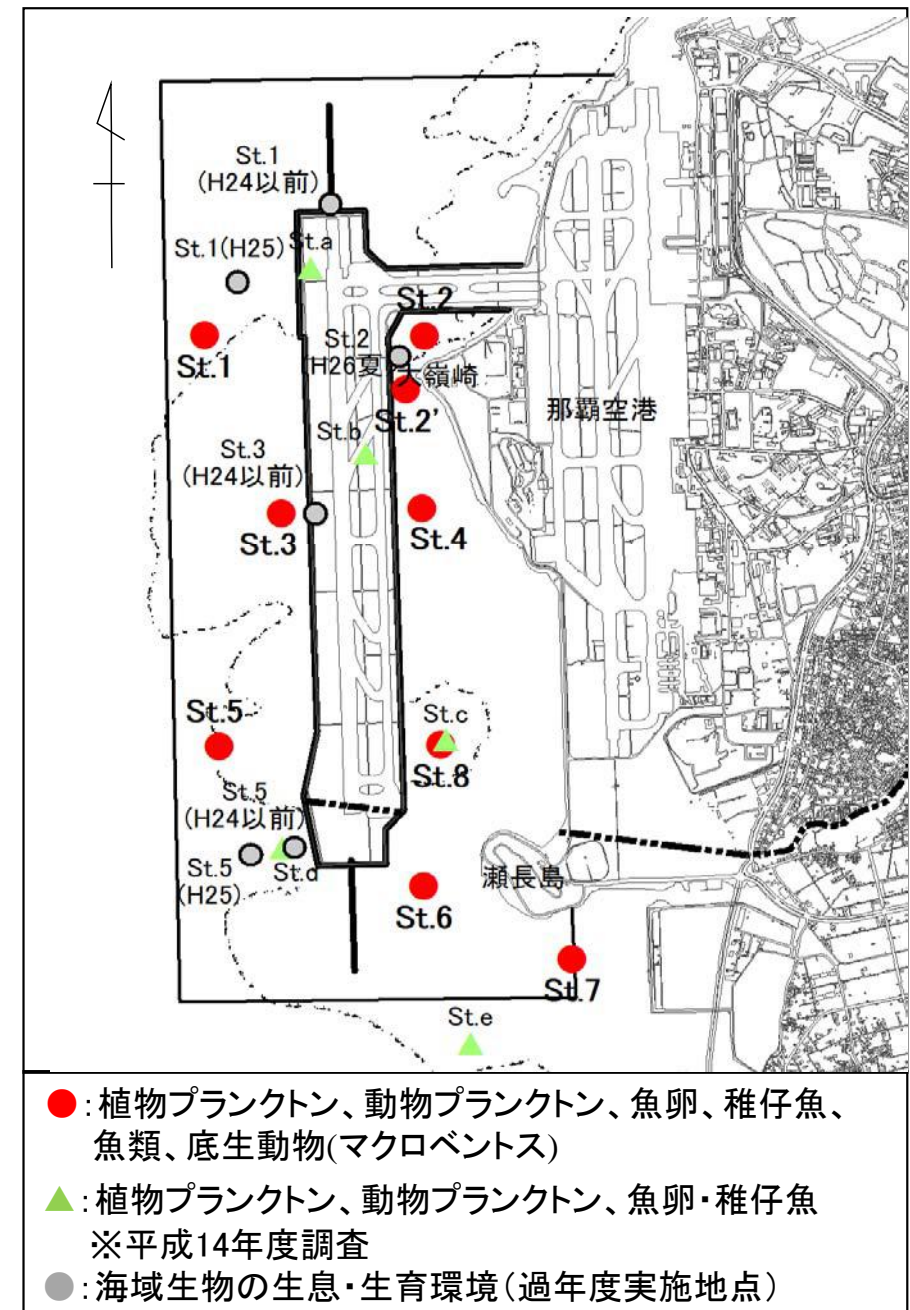 St.1
(H24以前)
St.1(H25)
St.a
St.1
St.2
St.2
(H26夏)
大嶺崎
St.2'
St.b
那覇空港
St.3
(H24以前)
St.3
St.4
St.5
St.c
St.8
St.5
(H24以前)
St.5
(H25)
St.d
瀬長島
St.6
St.7
St.e
●:植物プランクトン、動物プランクトン、魚卵、稚仔魚、
魚類、底生動物(マクロベントス)
▲:植物プランクトン、動物プランクトン、魚卵・稚仔魚
※平成14年度調査
●:海域生物の生息・生育環境(過年度実施地点)